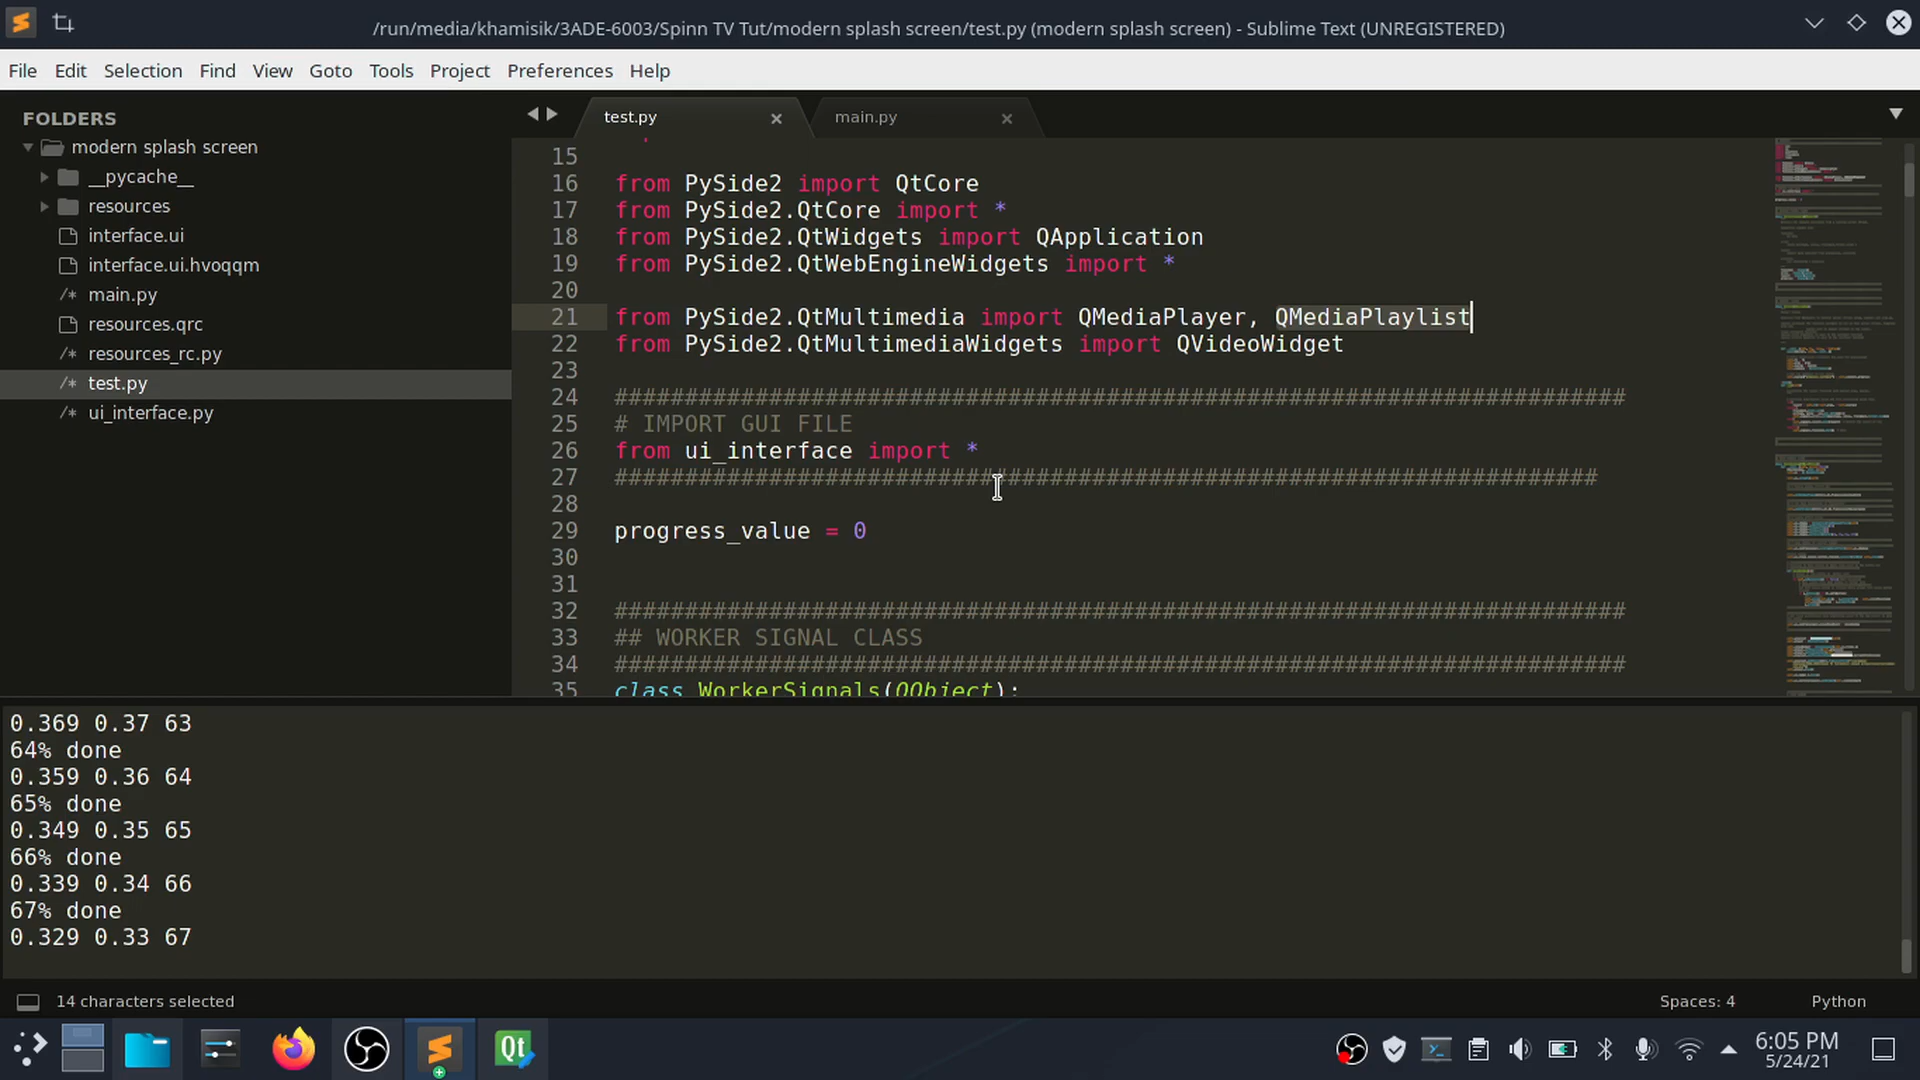 /run/media/khamisik/3ADE-6003/Spinn TV Tut/modern splash screen/test.py (modern splash screen) - Sublime Text (UNREGISTERED)
File Edit Selection Find View Goto Tools Project Preferences Help
FOLDERS
modern splash screen
__pycache__
resources
interface.ui
interface.ui.hvoqqm
/* main.py
resources.qrc
/* resources_rc.py
/* test.py
/* ui_interface.py
test.py main.py
15
16 from PySide2 import QtCore
17 from PySide2.QtCore import *
18 from PySide2.QtWidgets import QApplication
19 from PySide2.QtWebEngineWidgets import *
20
21 from PySide2.QtMultimedia import QMediaPlayer, QMediaPlaylist
22 from PySide2.QtMultimediaWidgets import QVideoWidget
23
24 ########################################################################
25 # IMPORT GUI FILE
26 from ui_interface import *
27 ######################################################################
28
29 progress_value = 0
30
31
32 ########################################################################
33 ## WORKER SIGNAL CLASS
34 ########################################################################
35 class WorkerSignals(QObject):
0.369 0.37 63
64% done
0.359 0.36 64
65% done
0.349 0.35 65
66% done
0.339 0.34 66
67% done
0.329 0.33 67
14 characters selected
Spaces: 4 Python
Qt
6:05 PM
5/24/21